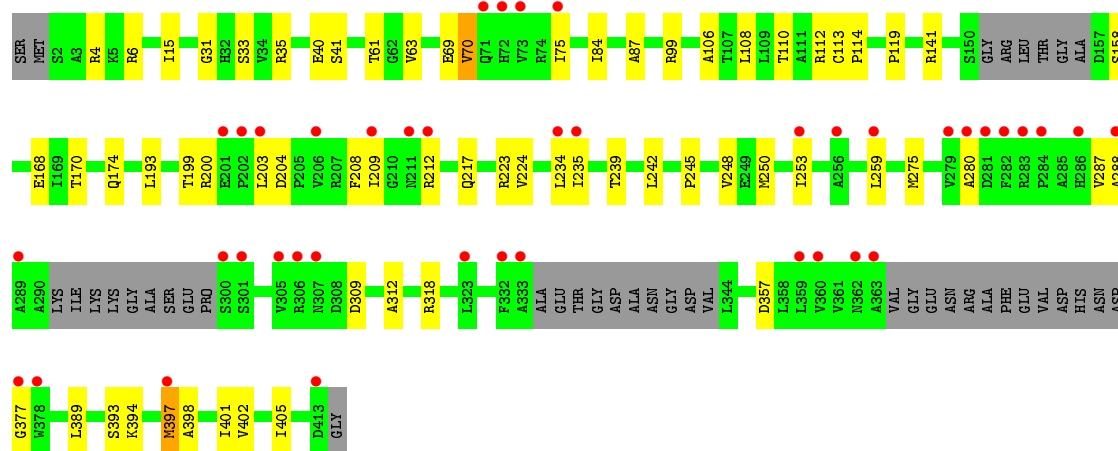 SER MET S2 A3 R4 K5 R6 I15 G31 H32 S33 V34 R35 E40 S41 T61 G62 V63 E69 V70 Q71 H72 V73 R74 I75 I84 A87 R99 A106 T107 L108 L109 T110 A111 R112 C113 P114 P119 R141 S150 GLY ARG LEU THR GLY ALA D157 S158
E168 I169 T170 Q174 L193 T199 R200 E201 P202 L203 D204 P205 V206 R207 F208 I209 G210 N211 R212 Q217 R223 V224 L234 I235 T239 L242 P245 V248 E249 M250 I253 A256 L259 M275 V279 A280 D281 F282 R283 P284 A285 H286 V287 A288
A289 A290 LYS ILE LYS LYS GLY ALA SER GLU PRO S300 S301 V305 R306 N307 D308 D309 A312 R318 L323 F332 A333 ALA GLU THR GLY ASP ALA ASN GLY ASP VAL L344 D357 L358 L359 V360 V361 N362 A363 VAL GLY GLU ASN ARG ALA PHE GLU VAL ASP HIS ASN ASP
G377 W378 L389 S393 K394 M397 A398 I401 V402 I405 D413 GLY